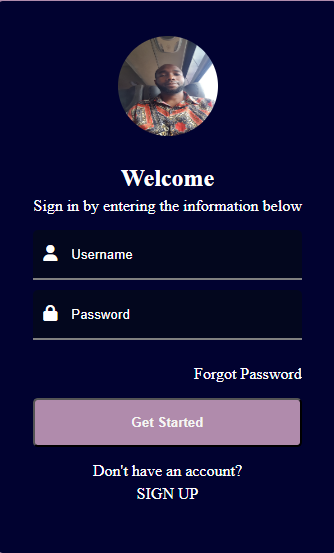 Welcome
Sign in by entering the information below
Username
Password
Forgot Password
Get Started
Don't have an account?
SIGN UP